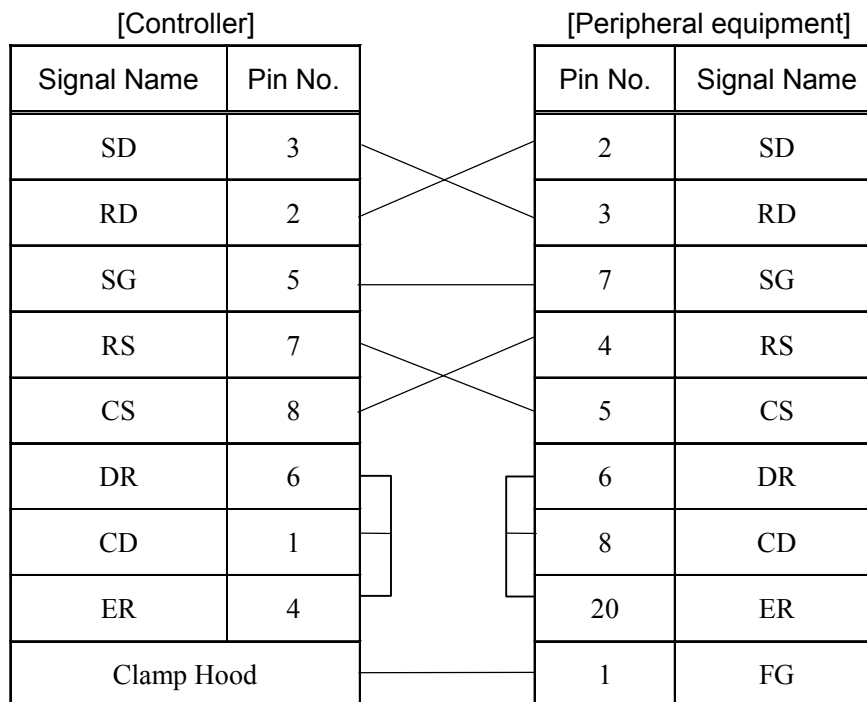 [Controller] [Peripheral equipment]
Signal Name Pin No. Pin No. Signal Name
SD 3 2 SD
RD 2 3 RD
SG 5 7 SG
RS 7 4 RS
CS 8 5 CS
DR 6 6 DR
CD 1 8 CD
ER 4 20 ER
Clamp Hood 1 FG